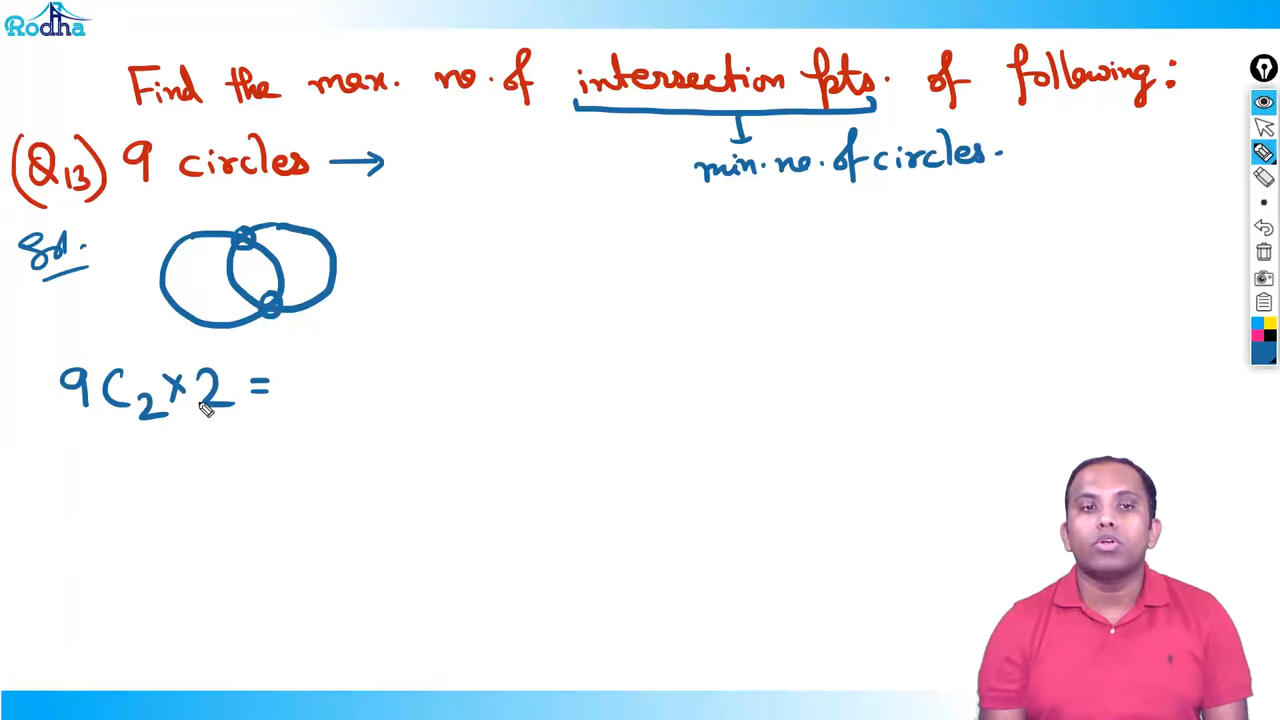 Rodha
Find the max. no. of intersection pts. of following:
min. no. of circles.
(Q13) 9 circles →
Sol.
9C2 × 2 =